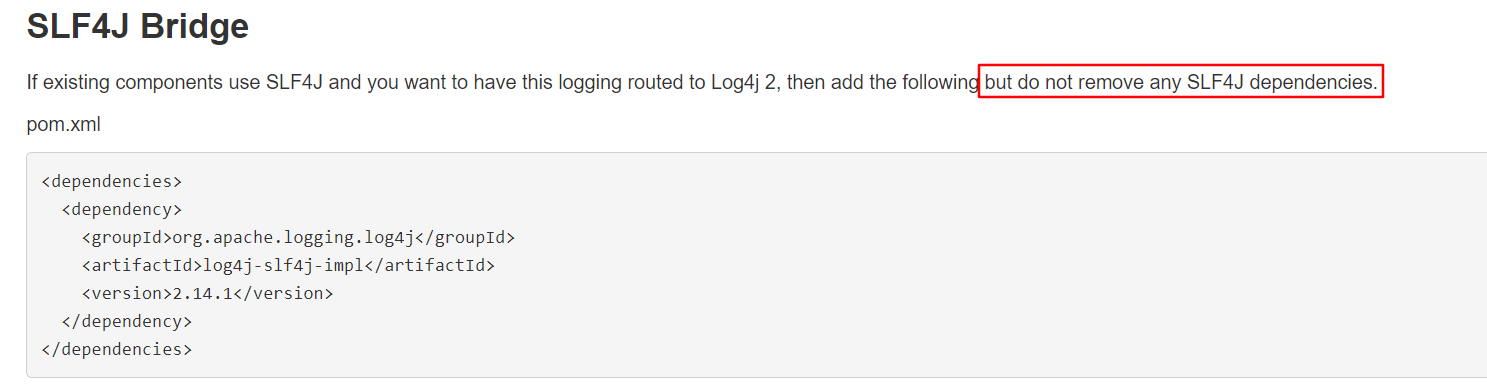 SLF4J Bridge
If existing components use SLF4J and you want to have this logging routed to Log4j 2, then add the following but do not remove any SLF4J dependencies.
pom.xml
<dependencies>
  <dependency>
    <groupId>org.apache.logging.log4j</groupId>
    <artifactId>log4j-slf4j-impl</artifactId>
    <version>2.14.1</version>
  </dependency>
</dependencies>